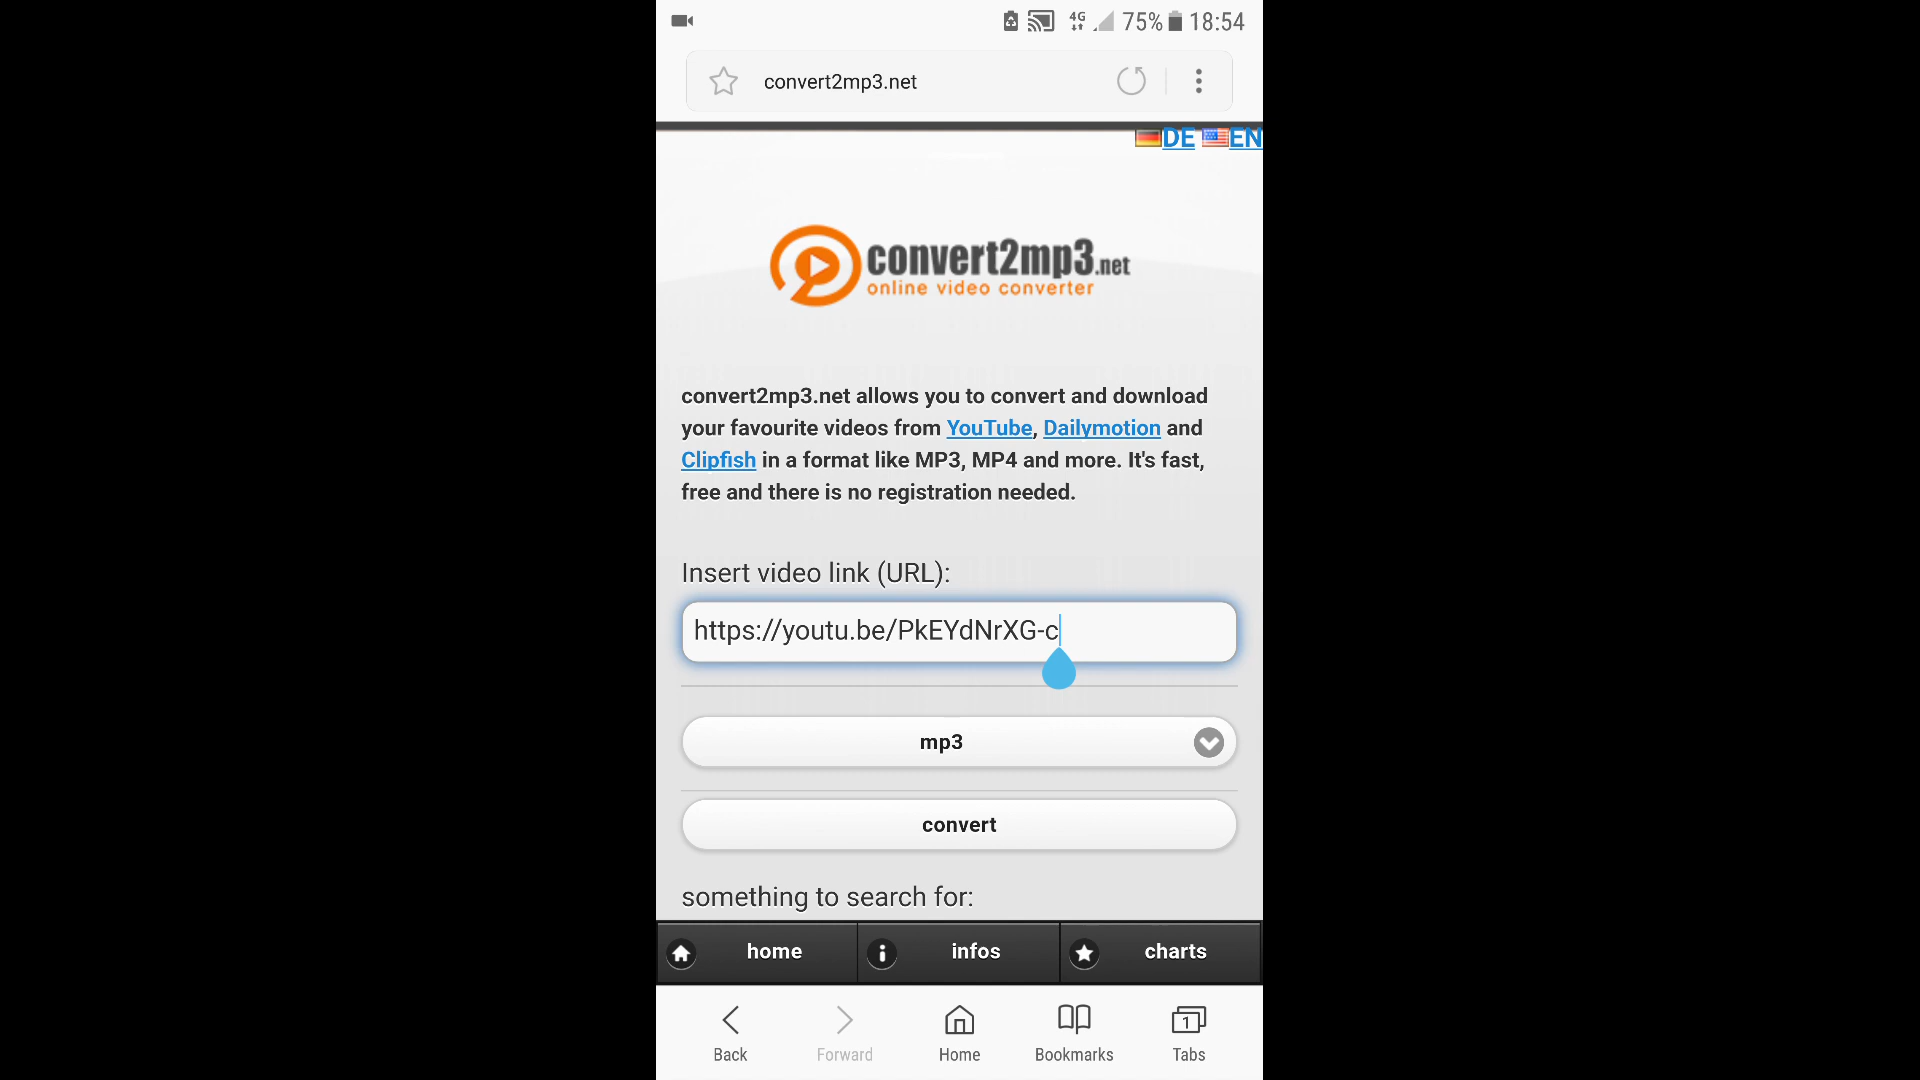 4G 75% 18:54
convert2mp3.net
DE EN
convert2mp3.net
online video converter
convert2mp3.net allows you to convert and download
your favourite videos from YouTube, Dailymotion and
Clipfish in a format like MP3, MP4 and more. It's fast,
free and there is no registration needed.
Insert video link (URL):
https://youtu.be/PkEYdNrXG-c
mp3
convert
something to search for:
home infos charts
1
Back Forward Home Bookmarks Tabs